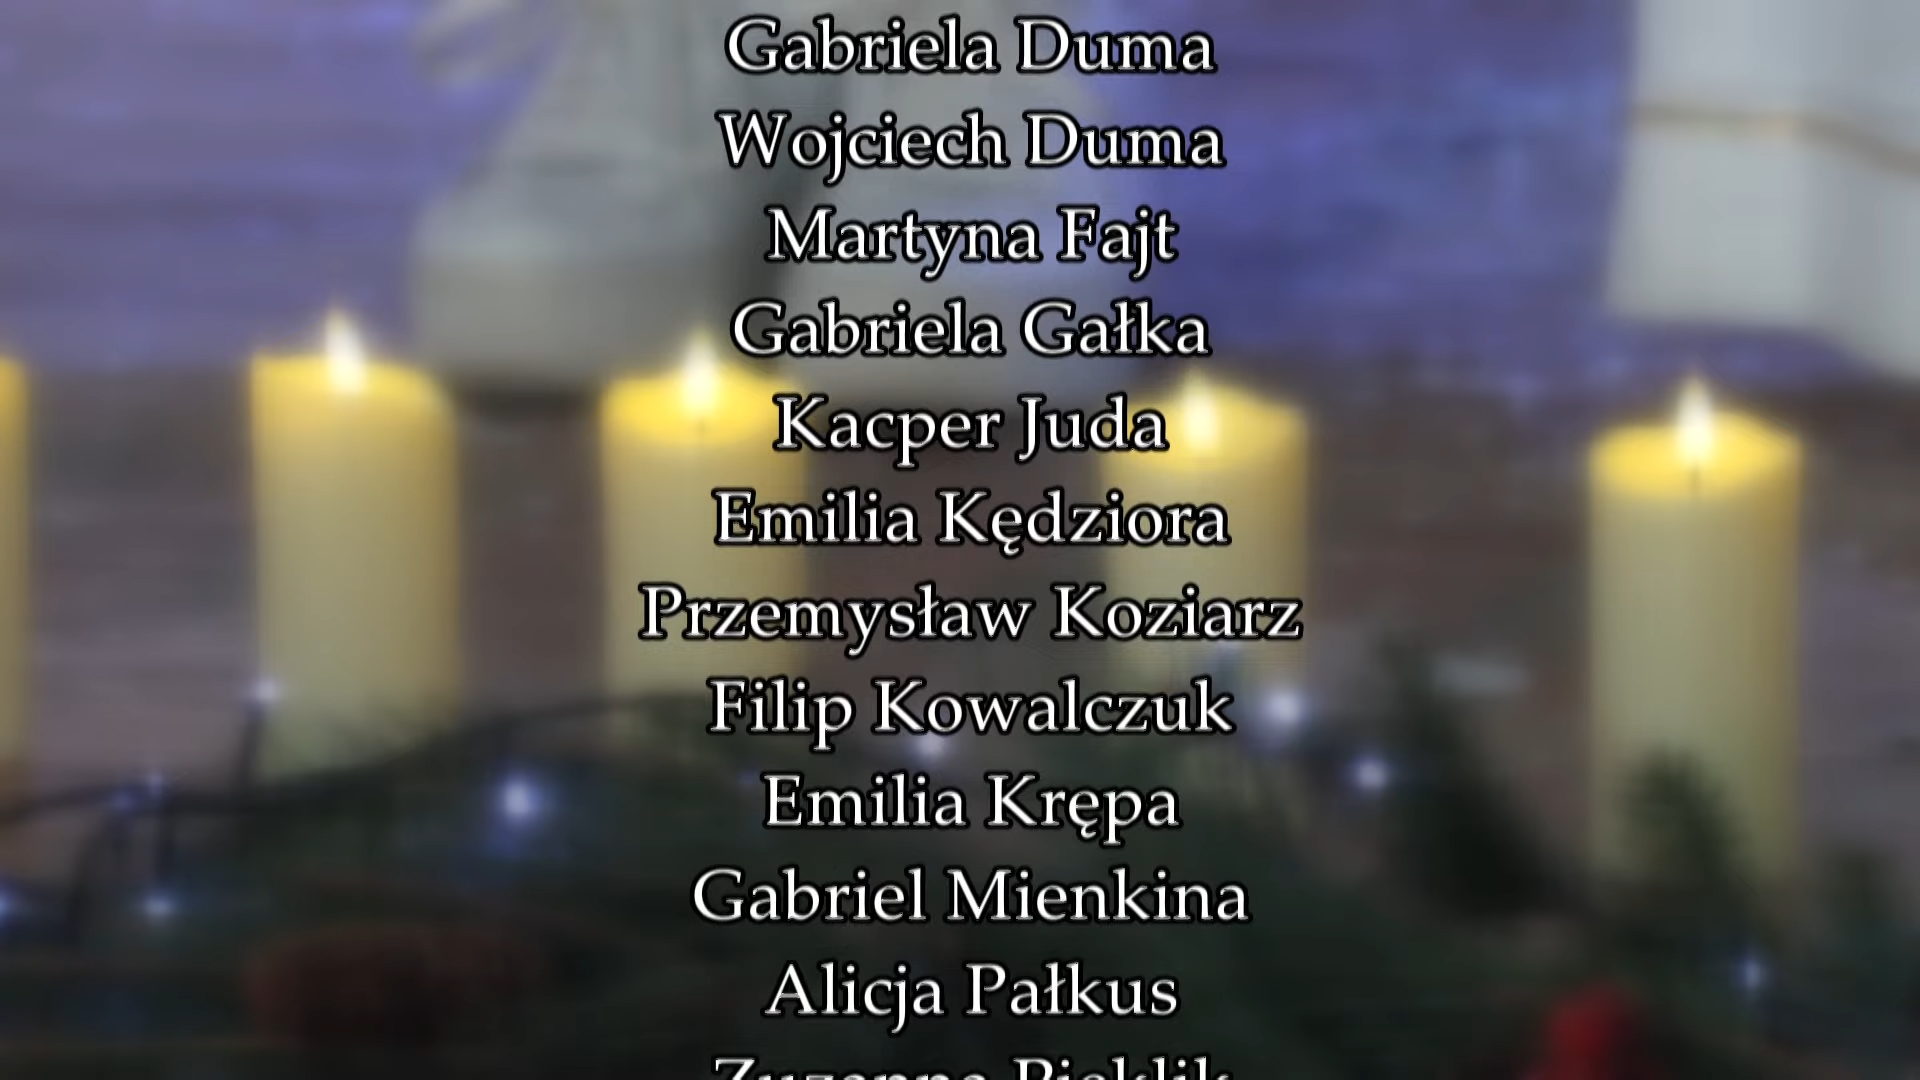 Gabriela Duma
Wojciech Duma
Martyna Fajt
Gabriela Gałka
Kacper Juda
Emilia Kędziora
Przemysław Koziarz
Filip Kowalczuk
Emilia Krępa
Gabriel Mienkina
Alicja Pałkus
Zuzanna